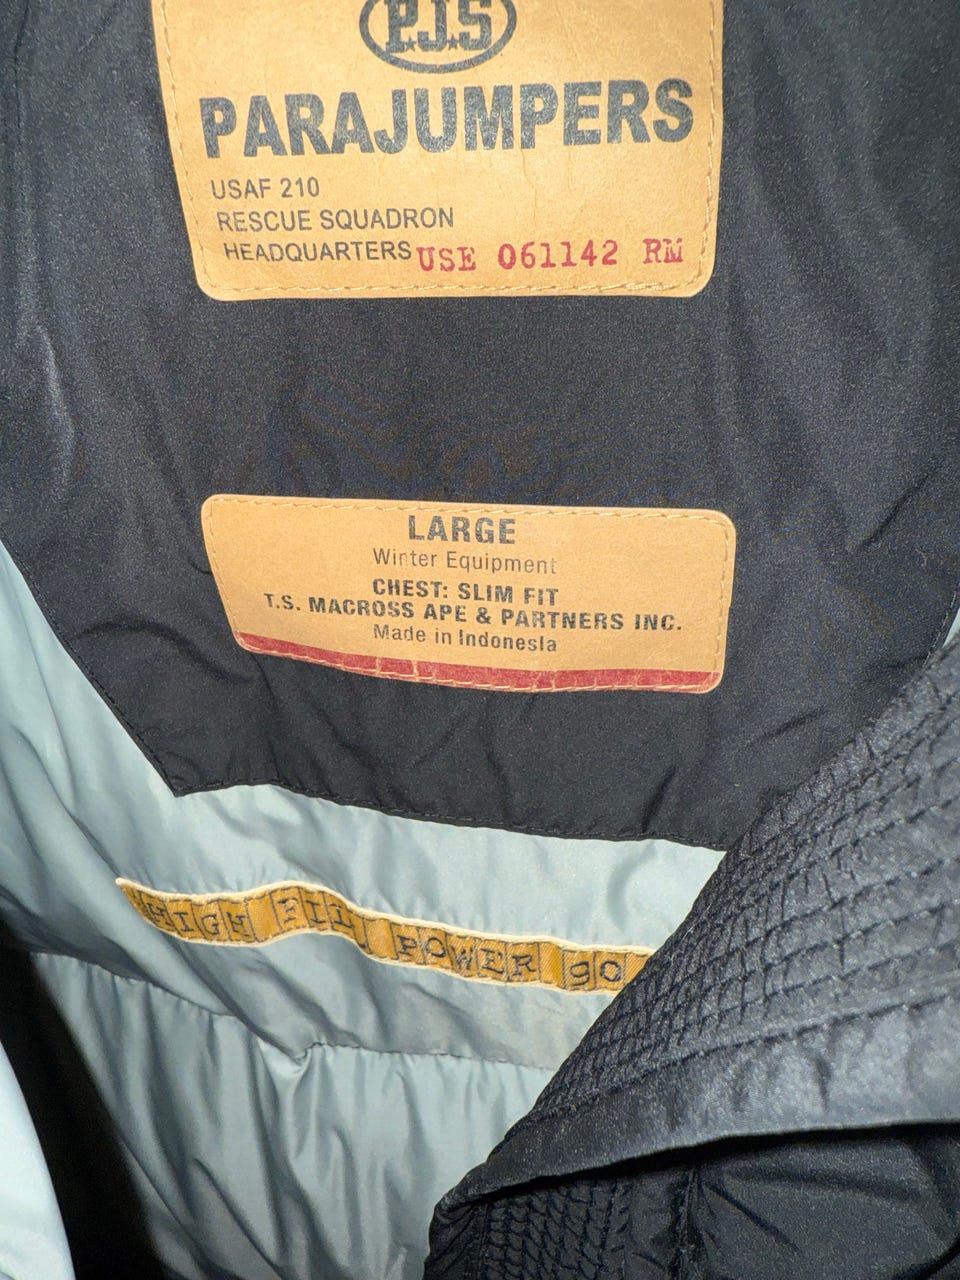 P.J.S
PARAJUMPERS
USAF 210
RESCUE SQUADRON
HEADQUARTERS USE 061142 RM
LARGE
Winter Equipment
CHEST: SLIM FIT
T.S. MACROSS APE & PARTNERS INC.
Made in Indonesia
HIGH FILL POWER 90